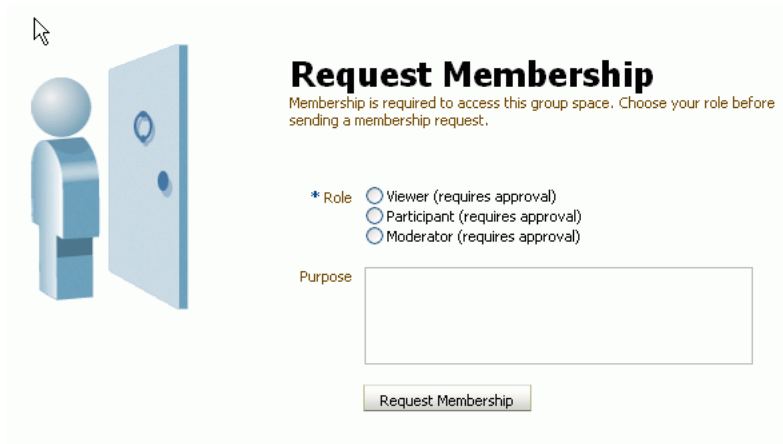 Request Membership
Membership is required to access this group space. Choose your role before
sending a membership request.
* Role
Viewer (requires approval)
Participant (requires approval)
Moderator (requires approval)
Purpose
Request Membership